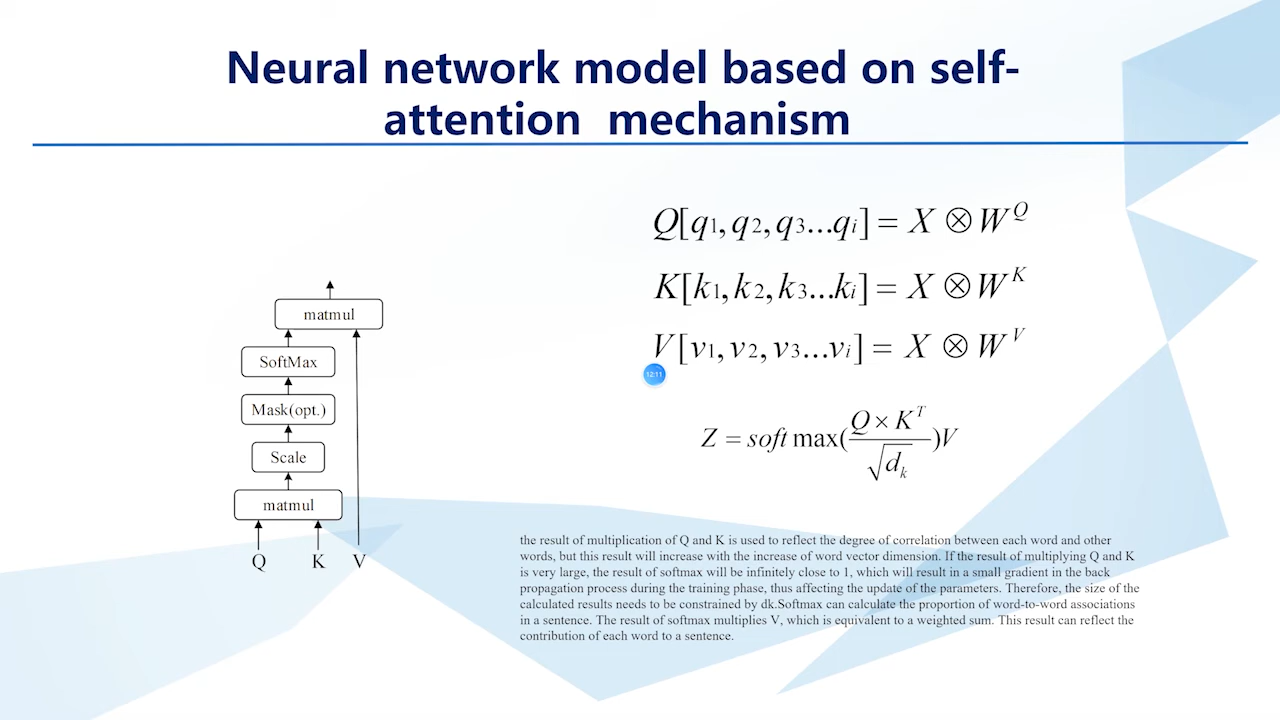 Neural network model based on self-
attention mechanism
Q[q1,q2,q3...qi] = X ⊗ W^Q
K[k1,k2,k3...ki] = X ⊗ W^K
V[v1,v2,v3...vi] = X ⊗ W^V
12:11
Z = soft max(Q × K^T / √d_k)V
matmul
SoftMax
Mask(opt.)
Scale
matmul
Q K V
the result of multiplication of Q and K is used to reflect the degree of correlation between each word and other
words, but this result will increase with the increase of word vector dimension. If the result of multiplying Q and K
is very large, the result of softmax will be infinitely close to 1, which will result in a small gradient in the back
propagation process during the training phase, thus affecting the update of the parameters. Therefore, the size of the
calculated results needs to be constrained by dk.Softmax can calculate the proportion of word-to-word associations
in a sentence. The result of softmax multiplies V, which is equivalent to a weighted sum. This result can reflect the
contribution of each word to a sentence.